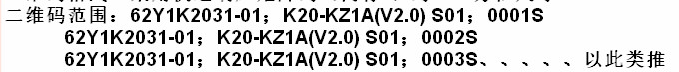 二维码范围：62Y1K2031-01；K20-KZ1A(V2.0) S01；0001S
62Y1K2031-01；K20-KZ1A(V2.0) S01；0002S
62Y1K2031-01；K20-KZ1A(V2.0) S01；0003S、、、、、以此类推